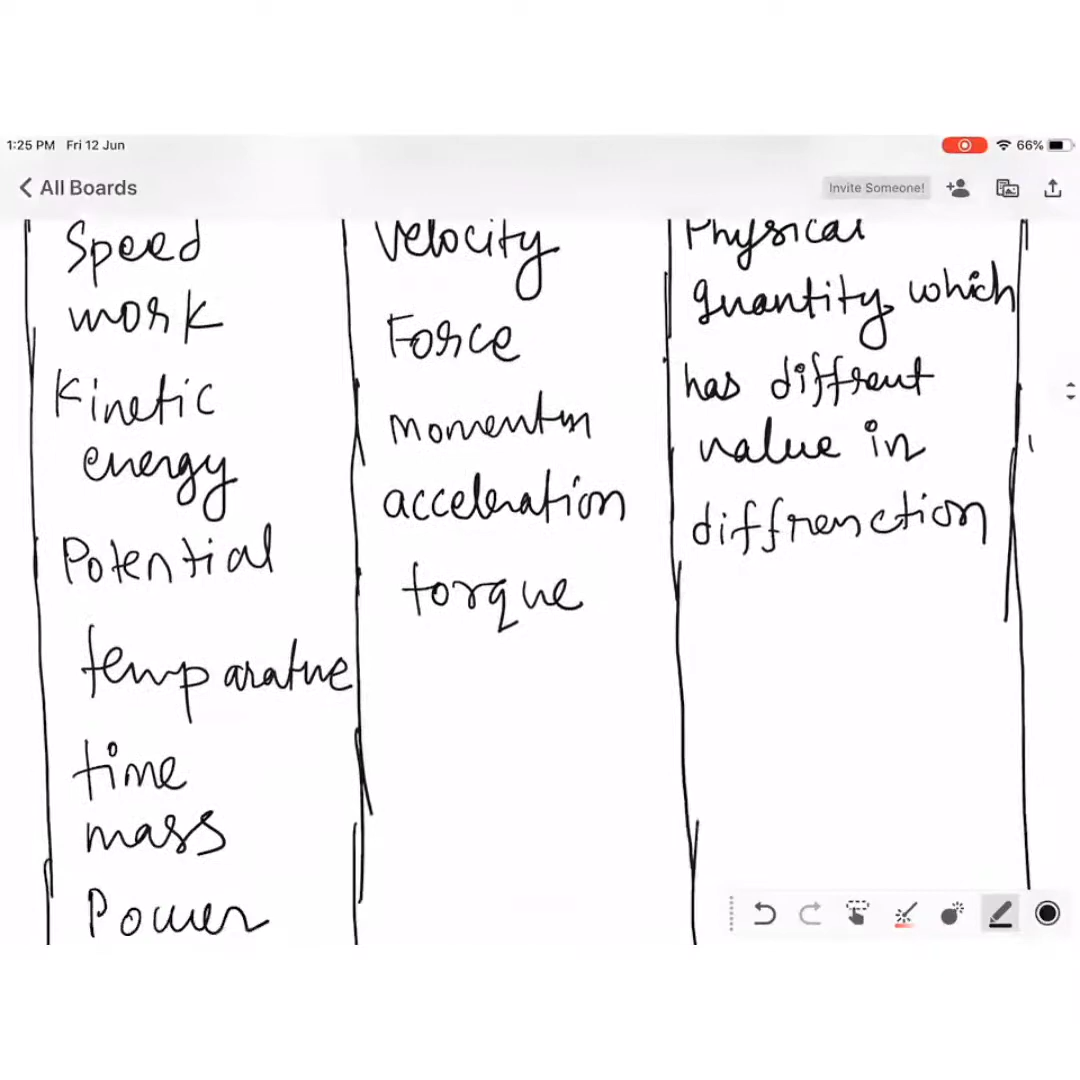 1:25 PM Fri 12 Jun
66%
All Boards
Invite Someone!
Speed
work
Kinetic
energy
Potential
temparatue
time
mass
Power
velocity
Force
momentum
acceleration
torque
Physical
quantity, which
has diffrent
value in
diffrenction